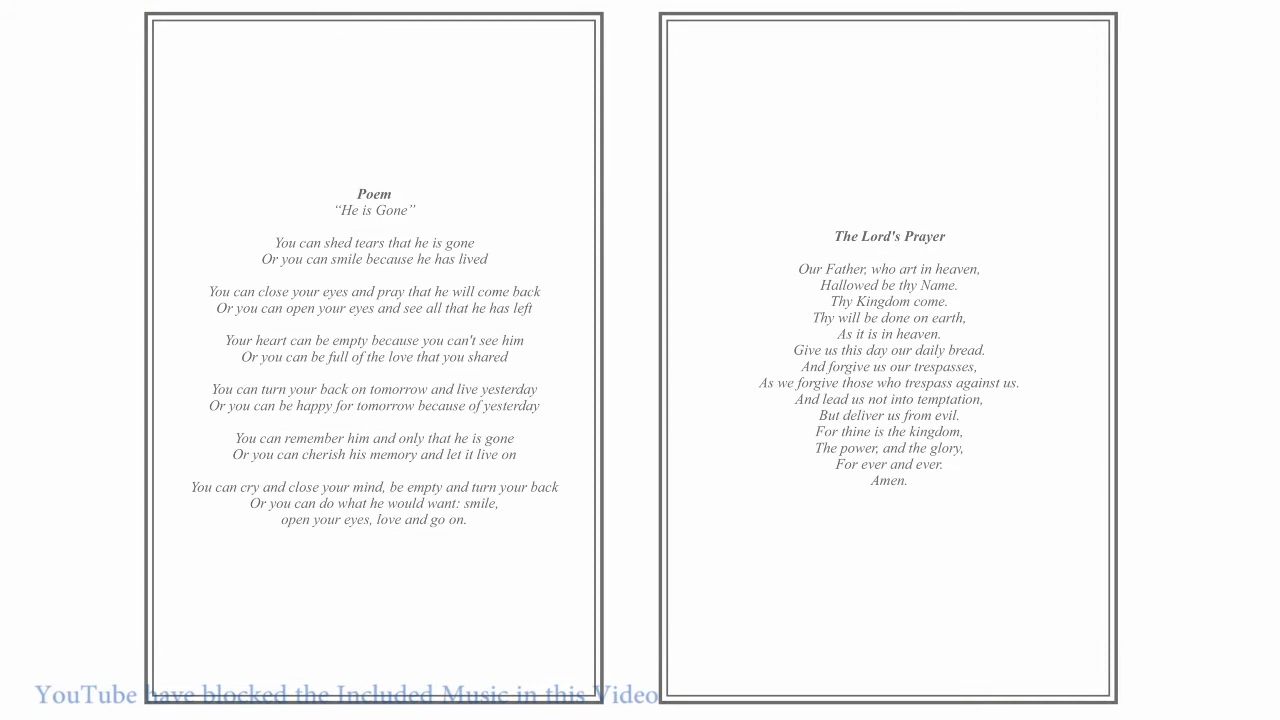 Poem
“He is Gone”
You can shed tears that he is gone
Or you can smile because he has lived
You can close your eyes and pray that he will come back
Or you can open your eyes and see all that he has left
Your heart can be empty because you can't see him
Or you can be full of the love that you shared
You can turn your back on tomorrow and live yesterday
Or you can be happy for tomorrow because of yesterday
You can remember him and only that he is gone
Or you can cherish his memory and let it live on
You can cry and close your mind, be empty and turn your back
Or you can do what he would want: smile,
open your eyes, love and go on.
The Lord's Prayer
Our Father, who art in heaven,
Hallowed be thy Name.
Thy Kingdom come.
Thy will be done on earth,
As it is in heaven.
Give us this day our daily bread.
And forgive us our trespasses,
As we forgive those who trespass against us.
And lead us not into temptation,
But deliver us from evil.
For thine is the kingdom,
The power, and the glory,
For ever and ever.
Amen.
YouTube have blocked the Included Music in this Video